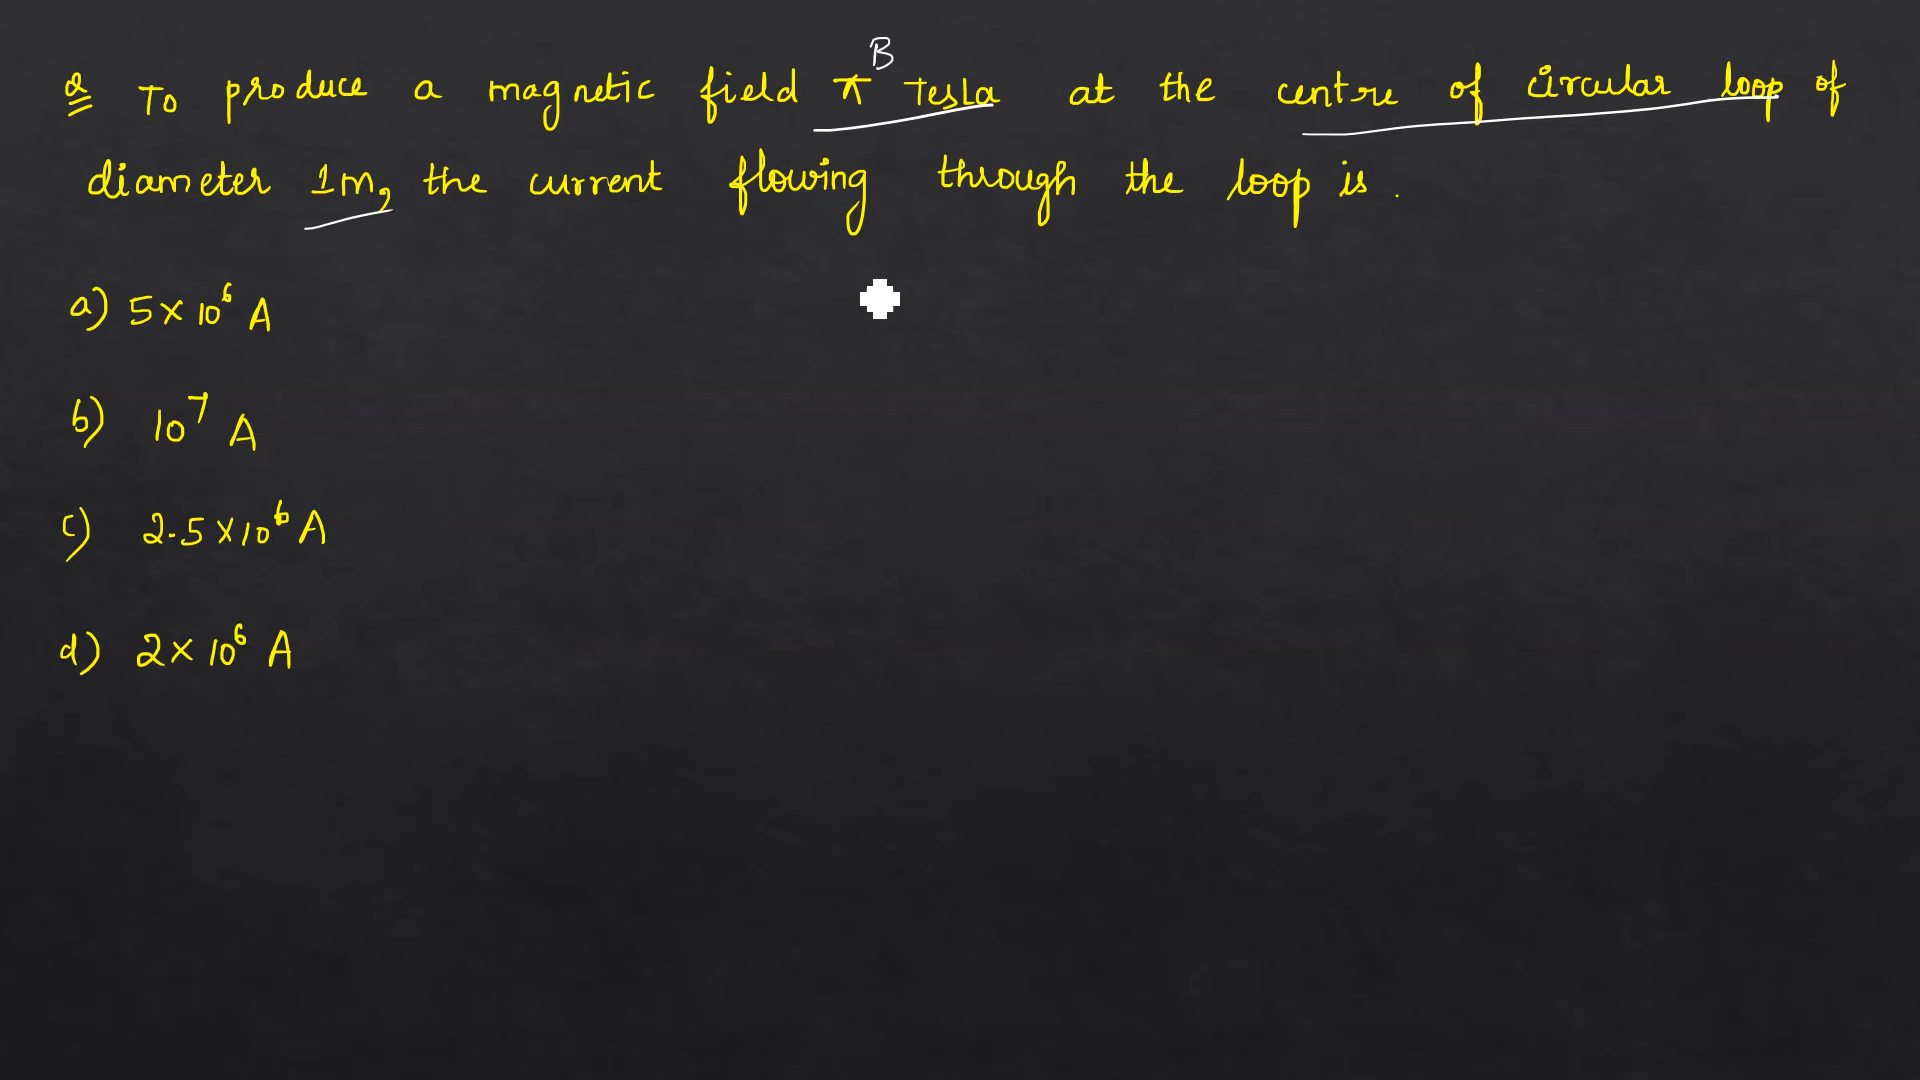 B
Q To produce a magnetic field π Tesla at the centre of circular loop of
diameter 1m, the current flowing through the loop is.
a) 5 × 10⁶ A
b) 10⁷ A
c) 2.5 × 10⁶ A
d) 2 × 10⁶ A